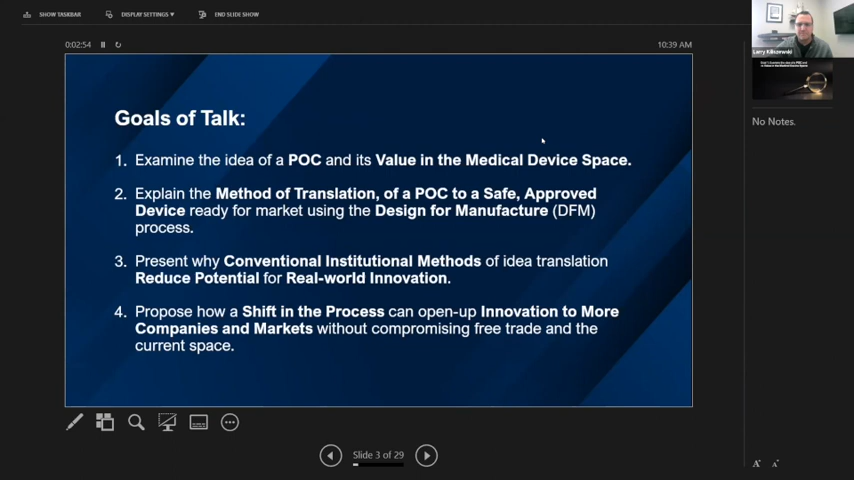 SHOW TASKBAR
DISPLAY SETTINGS ▼
END SLIDE SHOW
0:02:54
10:39 AM
Goals of Talk:
1. Examine the idea of a POC and its Value in the Medical Device Space.
2. Explain the Method of Translation, of a POC to a Safe, Approved
Device ready for market using the Design for Manufacture (DFM)
process.
3. Present why Conventional Institutional Methods of idea translation
Reduce Potential for Real-world Innovation.
4. Propose how a Shift in the Process can open-up Innovation to More
Companies and Markets without compromising free trade and the
current space.
Slide 3 of 29
Larry
No Notes.
A A